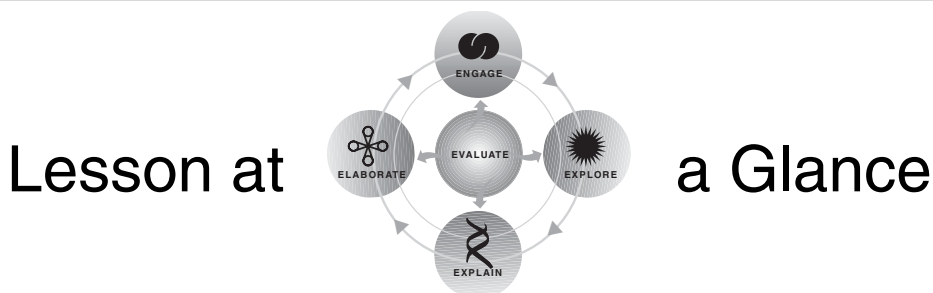 ENGAGE
Lesson at
ELABORATE
EVALUATE
EXPLORE
a Glance
EXPLAIN